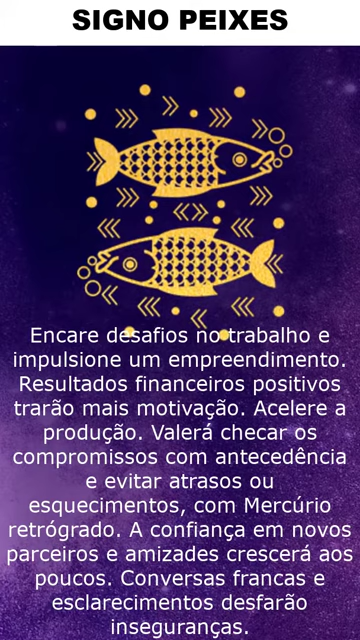 SIGNO PEIXES
Encare desafios no trabalho e
impulsione um empreendimento.
Resultados financeiros positivos
trarão mais motivação. Acelere a
produção. Valerá checar os
compromissos com antecedência
e evitar atrasos ou
esquecimentos, com Mercúrio
retrógrado. A confiança em novos
parceiros e amizades crescerá aos
poucos. Conversas francas e
esclarecimentos desfarão
inseguranças.